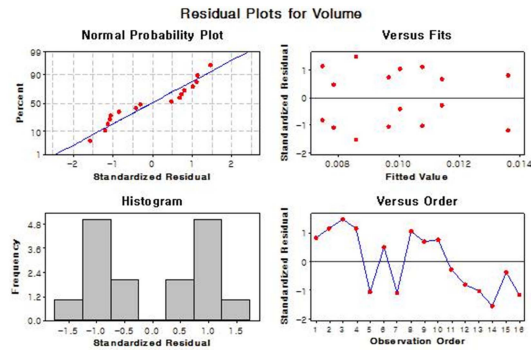 Residual Plots for Volume
Normal Probability Plot
Percent
99
90
50
10
1
-2 -1 0 1 2
Standardized Residual
Versus Fits
Standardized Residual
1
0
-1
-2
0.008 0.010 0.012 0.014
Fitted Value
Histogram
Frequency
4.8
3.6
2.4
1.2
0.0
-1.5 -1.0 -0.5 0.0 0.5 1.0 1.5
Standardized Residual
Versus Order
Standardized Residual
1
0
-1
-2
1 2 3 4 5 6 7 8 9 10 11 12 13 14 15 16
Observation Order